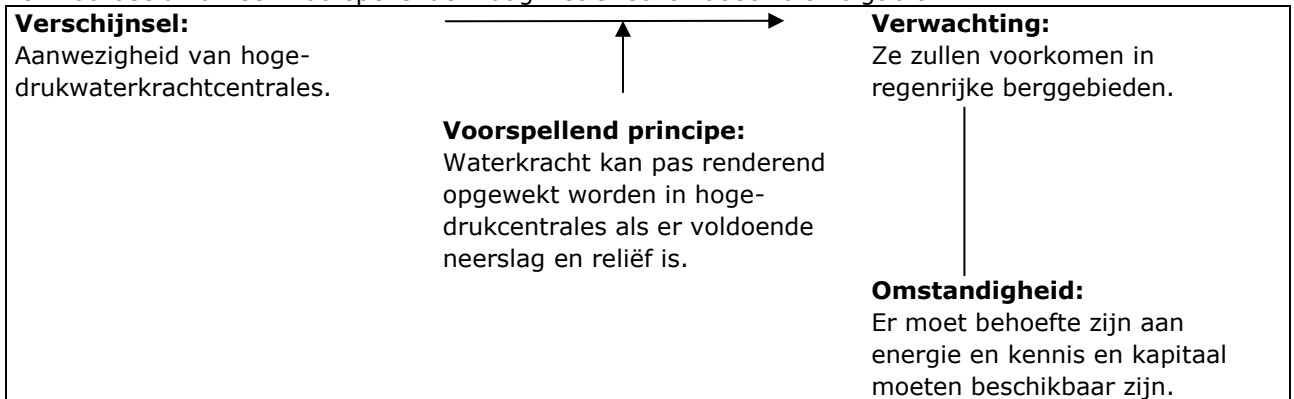 Verschijnsel:
Aanwezigheid van hoge-
drukwaterkrachtcentrales.
Voorspellend principe:
Waterkracht kan pas renderend
opgewekt worden in hoge-
drukcentrales als er voldoende
neerslag en reliëf is.
Verwachting:
Ze zullen voorkomen in
regenrijke berggebieden.
Omstandigheid:
Er moet behoefte zijn aan
energie en kennis en kapitaal
moeten beschikbaar zijn.